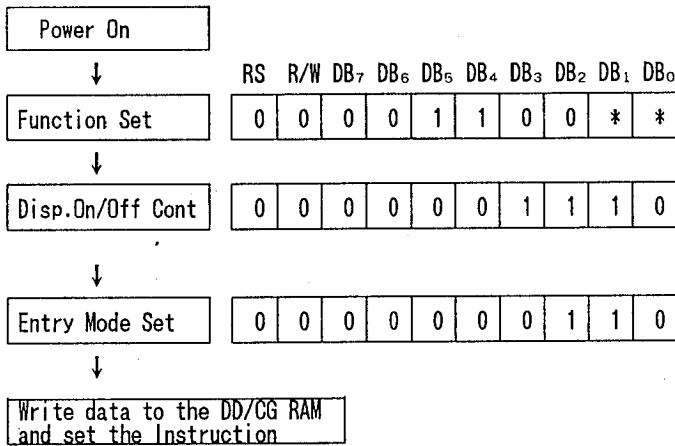 Power On
↓
RS R/W DB₇ DB₆ DB₅ DB₄ DB₃ DB₂ DB₁ DB₀
Function Set 0 0 0 0 1 1 0 0 * *
↓
Disp.On/Off Cont 0 0 0 0 0 0 1 1 1 0
↓
Entry Mode Set 0 0 0 0 0 0 0 1 1 0
↓
Write data to the DD/CG RAM
and set the Instruction